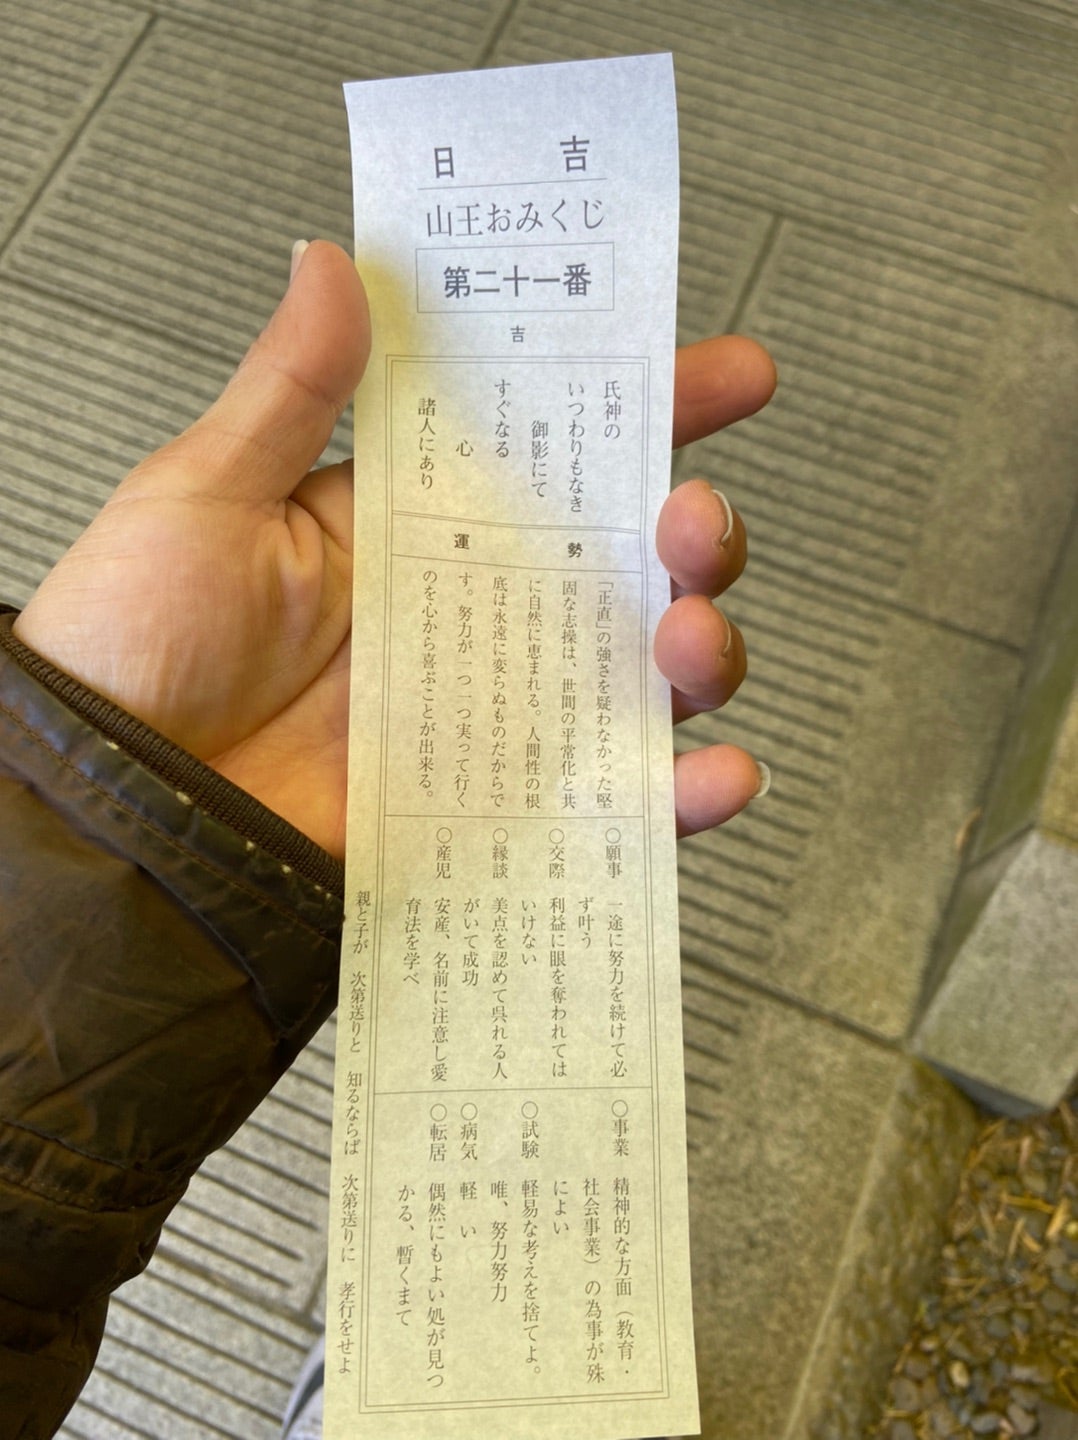 日吉
山王おみくじ
第二十一番
吉
氏神の
いつわりもなき
御影にて
すぐなる
心
諸人にあり
運勢
「正直」の強さを疑わなかった堅
固な志操は、世間の平常化と共
に自然に恵まれる。人間性の根
底は永遠に変らぬものだからで
す。努力が一つ一つ実って行く
のを心から喜ぶことが出来る。
○願事
一途に努力を続けて必
ず叶う
○交際
利益に眼を奪われては
いけない
○縁談
美点を認めて呉れる人
がいて成功
○産児
安産、名前に注意し愛
育法を学べ
○事業
精神的な方面(教育・
社会事業)の為事が殊
によい
○試験
軽易な考えを捨てよ。
唯、努力努力
○病気
軽い
○転居
偶然にもよい処が見つ
かる、暫くまて
親と子が 次第送りと 知るならば 次第送りに 孝行をせよ